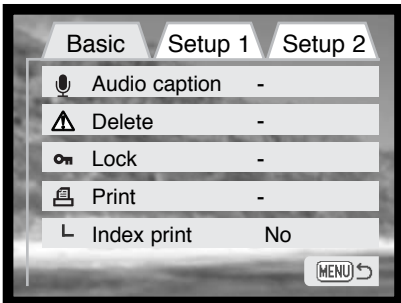 Basic Setup 1 Setup 2
Audio caption -
Delete -
Lock -
Print -
Index print No
MENU